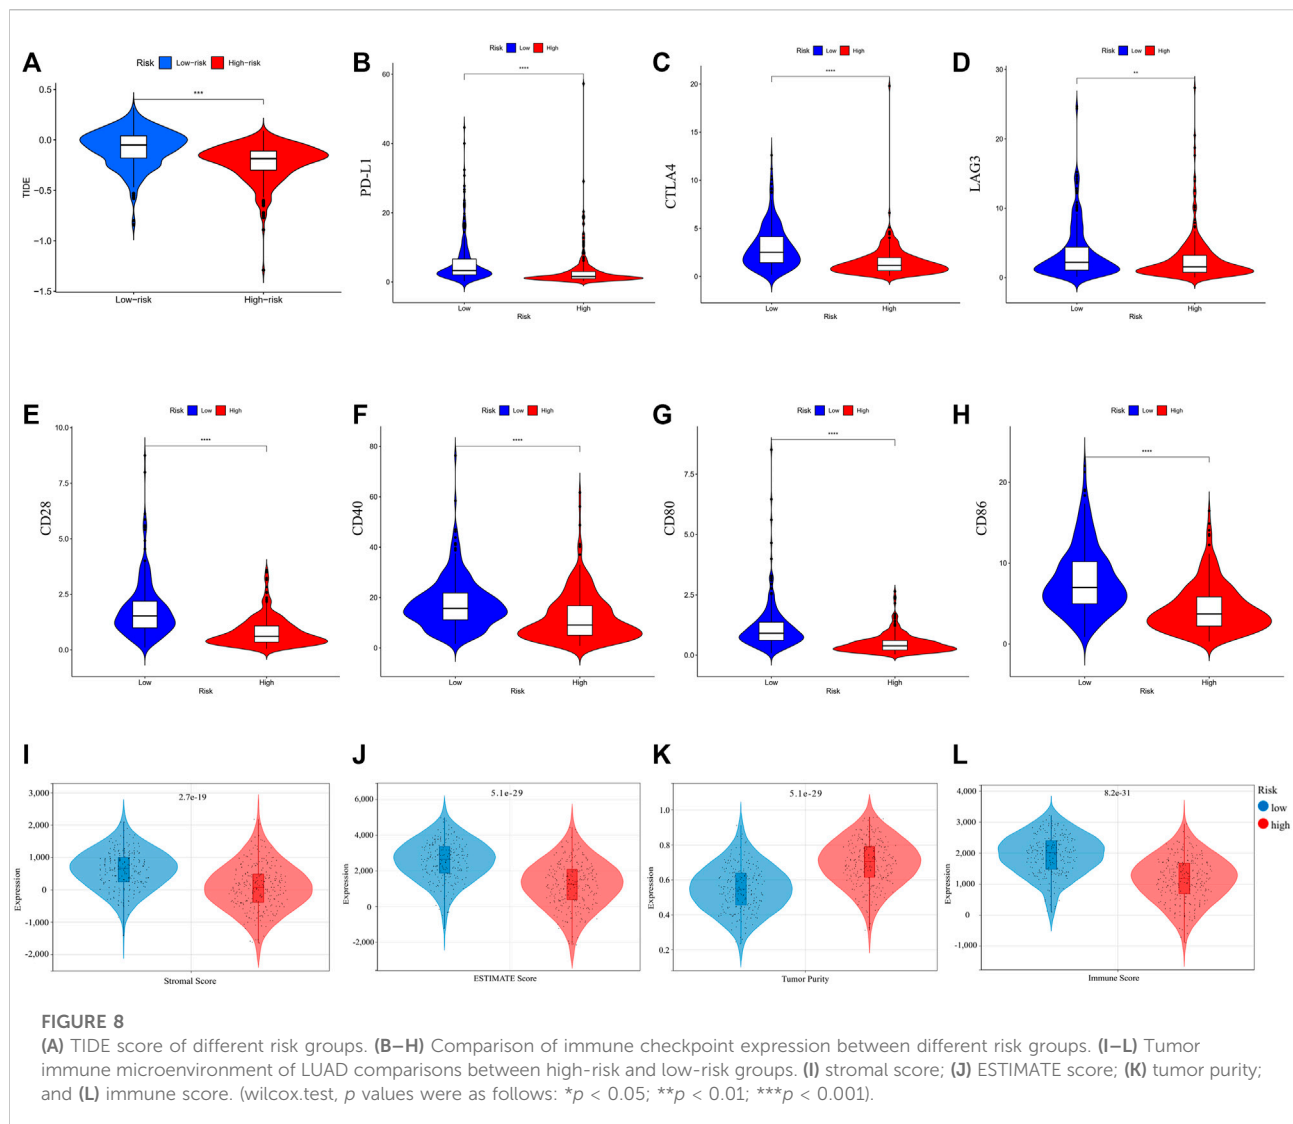 A
Risk Low-risk High-risk
***
0.5
0.0
−0.5
−1.0
−1.5
TIDE
Low-risk High-risk
B
Risk Low High
****
60
40
20
0
PD-L1
Low High
Risk
C
Risk Low High
****
20
15
10
5
0
CTLA4
Low High
Risk
D
Risk Low High
**
30
20
10
0
LAG3
Low High
Risk
E
Risk Low High
****
10.0
7.5
5.0
2.5
0.0
CD28
Low High
Risk
F
Risk Low High
****
80
60
40
20
0
CD40
Low High
Risk
G
Risk Low High
****
7.5
5.0
2.5
0.0
CD80
Low High
Risk
H
Risk Low High
****
20
10
0
CD86
Low High
Risk
I
2.7e-19
3,000
2,000
1,000
0
-1,000
-2,000
Expression
Stromal Score
J
5.1e-29
6,000
4,000
2,000
0
-2,000
Expression
ESTIMATE Score
K
5.1e-29
1.0
0.8
0.6
0.4
0.2
Expression
Tumor Purity
L
8.2e-31
4,000
3,000
2,000
1,000
0
-1,000
Expression
Immune Score
Risk
low
high
FIGURE 8
(A) TIDE score of different risk groups. (B–H) Comparison of immune checkpoint expression between different risk groups. (I–L) Tumor
immune microenvironment of LUAD comparisons between high-risk and low-risk groups. (I) stromal score; (J) ESTIMATE score; (K) tumor purity;
and (L) immune score. (wilcox.test, p values were as follows: *p < 0.05; **p < 0.01; ***p < 0.001).